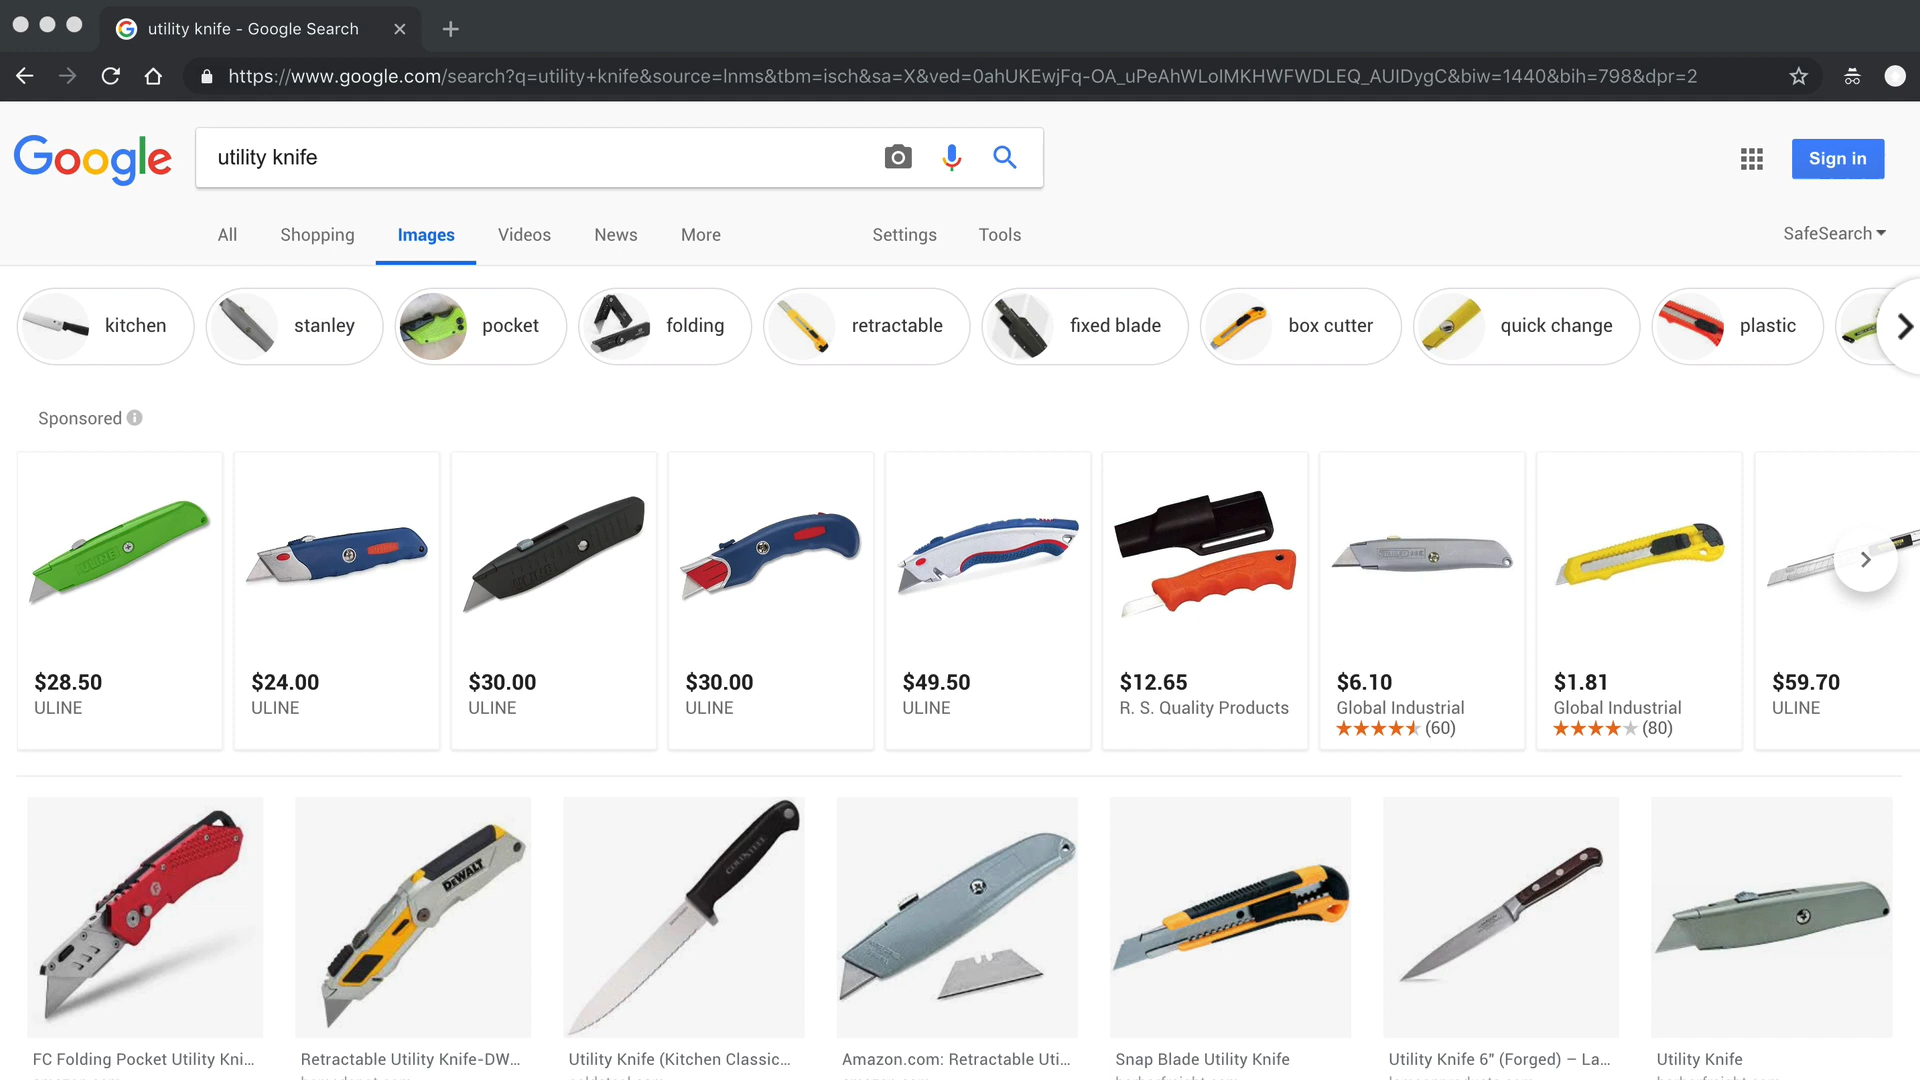 utility knife - Google Search
https://www.google.com/search?q=utility+knife&source=lnms&tbm=isch&sa=X&ved=0ahUKEwjFq-OA_uPeAhWLoIMKHWFWDLEQ_AUIDygC&biw=1440&bih=798&dpr=2
Google
utility knife
Sign in
All Shopping Images Videos News More Settings Tools SafeSearch
kitchen stanley pocket folding retractable fixed blade box cutter quick change plastic
Sponsored
ULINE
$28.50 $24.00 $30.00 $30.00 $49.50 $12.65 $6.10 $1.81 $59.70
ULINE ULINE ULINE ULINE ULINE R. S. Quality Products Global Industrial Global Industrial ULINE
(60) (80)
DEWALT
COLD STEEL
FC Folding Pocket Utility Kni... Retractable Utility Knife-DW... Utility Knife (Kitchen Classic... Amazon.com: Retractable Uti... Snap Blade Utility Knife Utility Knife 6" (Forged) – La... Utility Knife